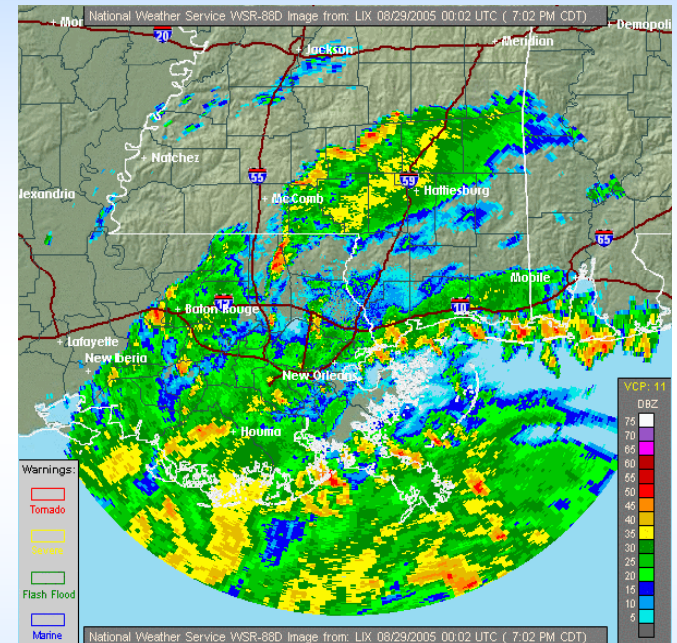 National Weather Service WSR-88D Image from: LIX 08/29/2005 00:02 UTC ( 7:02 PM CDT)
Mor
20
Jackson
Meridian
Demopoli
Natchez
55
59
Alexandria
McComb
Hattiesburg
65
Mobile
Baton Rouge
10
Lafayette
New Iberia
New Orleans
Houma
VCP: 11
DBZ
75
70
65
60
55
50
45
40
35
30
25
20
15
10
5
Warnings:
Tornado
Severe
Flash Flood
Marine
National Weather Service WSR-88D Image from: LIX 08/29/2005 00:02 UTC ( 7:02 PM CDT)